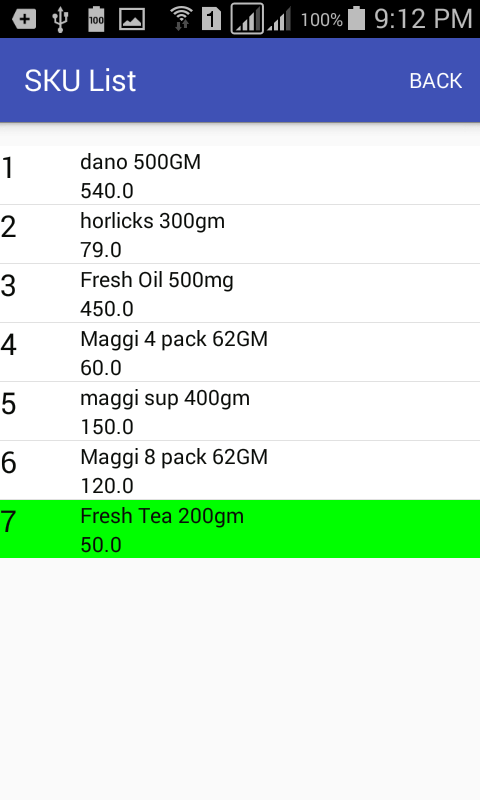 100 1 100% 9:12 PM
SKU List BACK
1 dano 500GM
540.0
2 horlicks 300gm
79.0
3 Fresh Oil 500mg
450.0
4 Maggi 4 pack 62GM
60.0
5 maggi sup 400gm
150.0
6 Maggi 8 pack 62GM
120.0
7 Fresh Tea 200gm
50.0